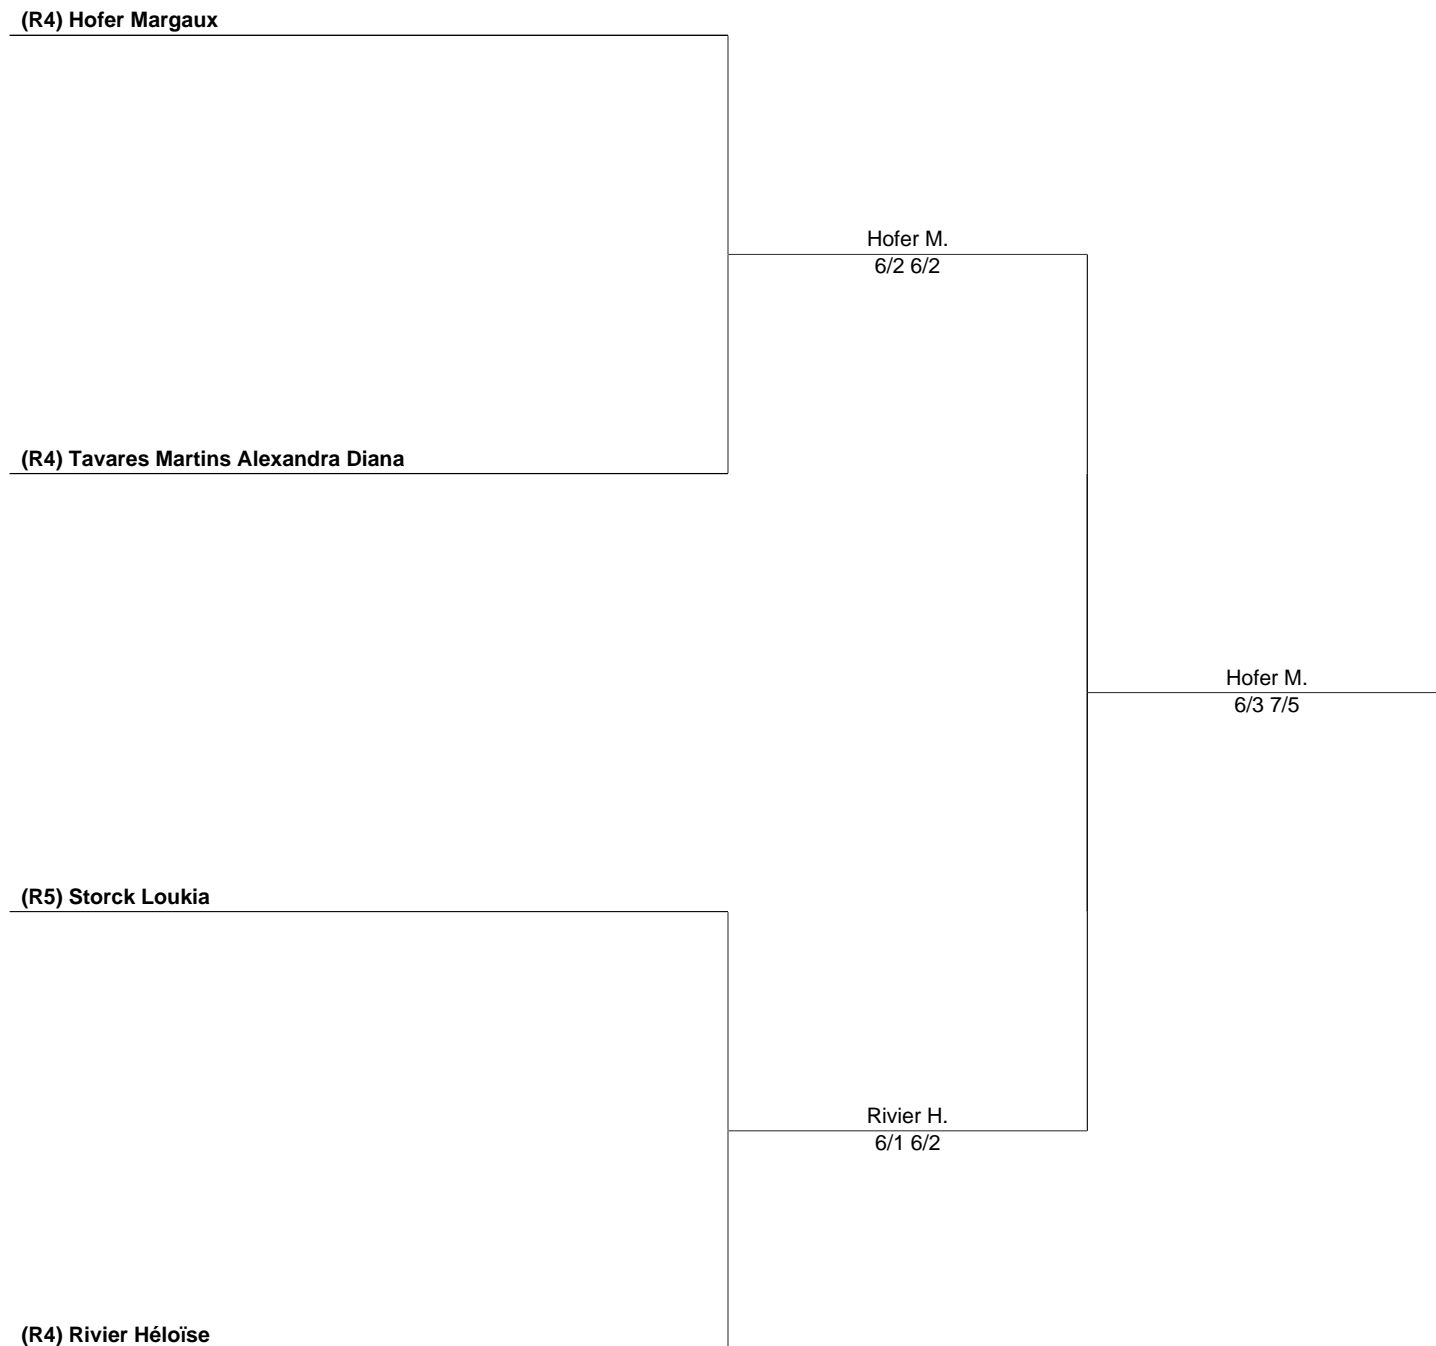 (R4) Hofer Margaux
Hofer M.
6/2 6/2
(R4) Tavares Martins Alexandra Diana
Hofer M.
6/3 7/5
(R5) Storck Loukia
Rivier H.
6/1 6/2
(R4) Rivier Héloïse